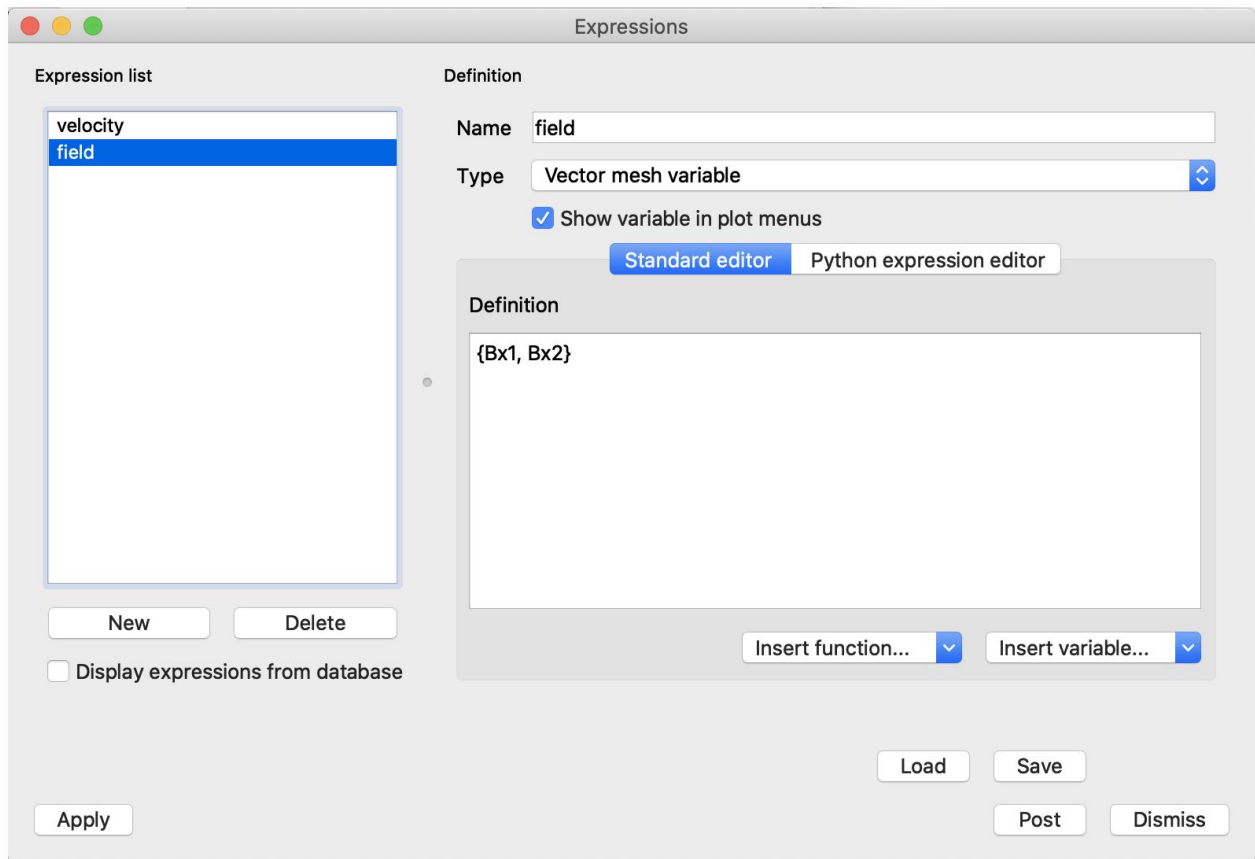 Expressions
Expression list
velocity
field
New
Delete
Display expressions from database
Apply
Definition
Name
field
Type
Vector mesh variable
Show variable in plot menus
Standard editor
Python expression editor
Definition
{Bx1, Bx2}
Insert function...
Insert variable...
Load
Save
Post
Dismiss